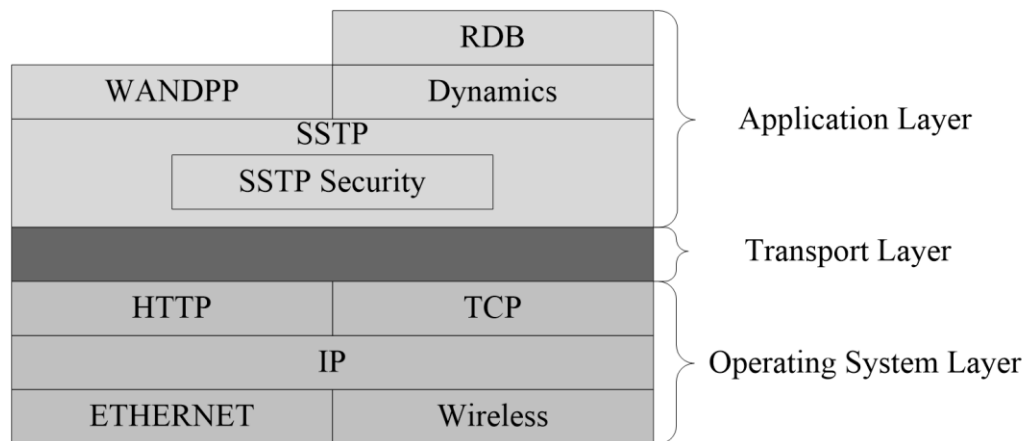 RDB
WANDPP
Dynamics
SSTP
SSTP Security
Application Layer
Transport Layer
HTTP
TCP
IP
Operating System Layer
ETHERNET
Wireless